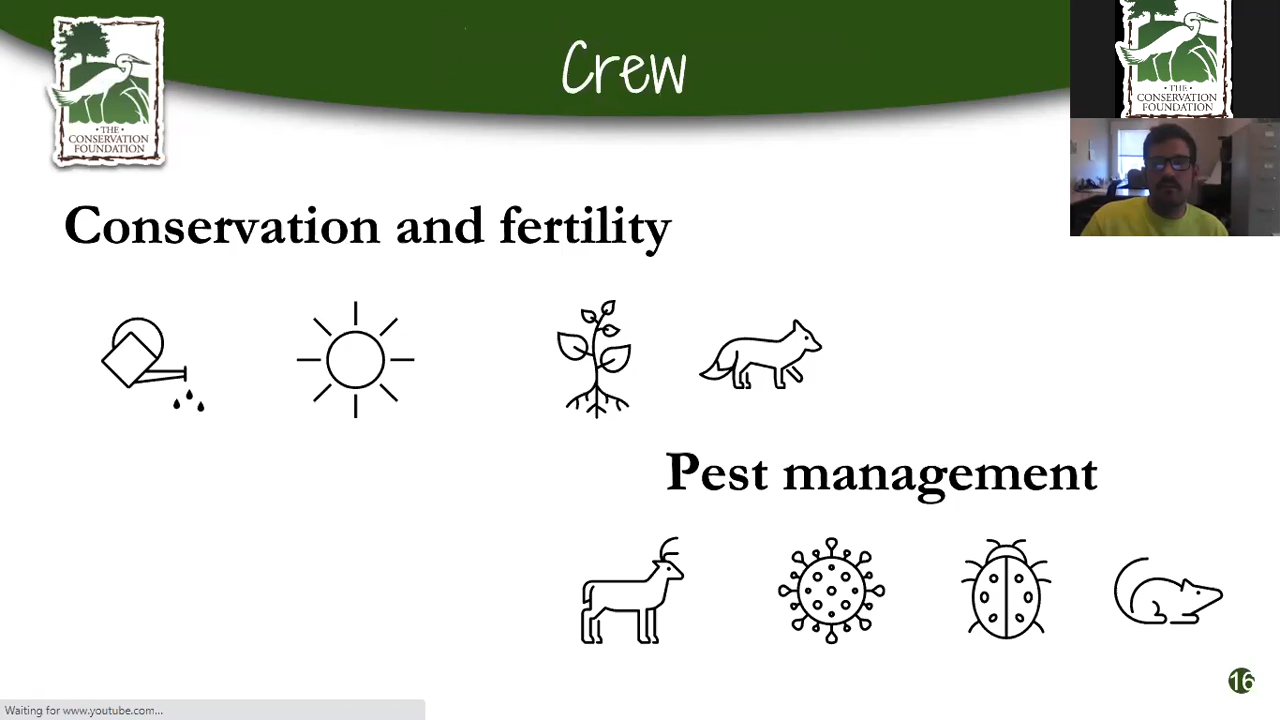 Crew
• THE •
CONSERVATION
FOUNDATION
• THE •
CONSERVATION
FOUNDATION
Conservation and fertility
Pest management
16
Waiting for www.youtube.com...